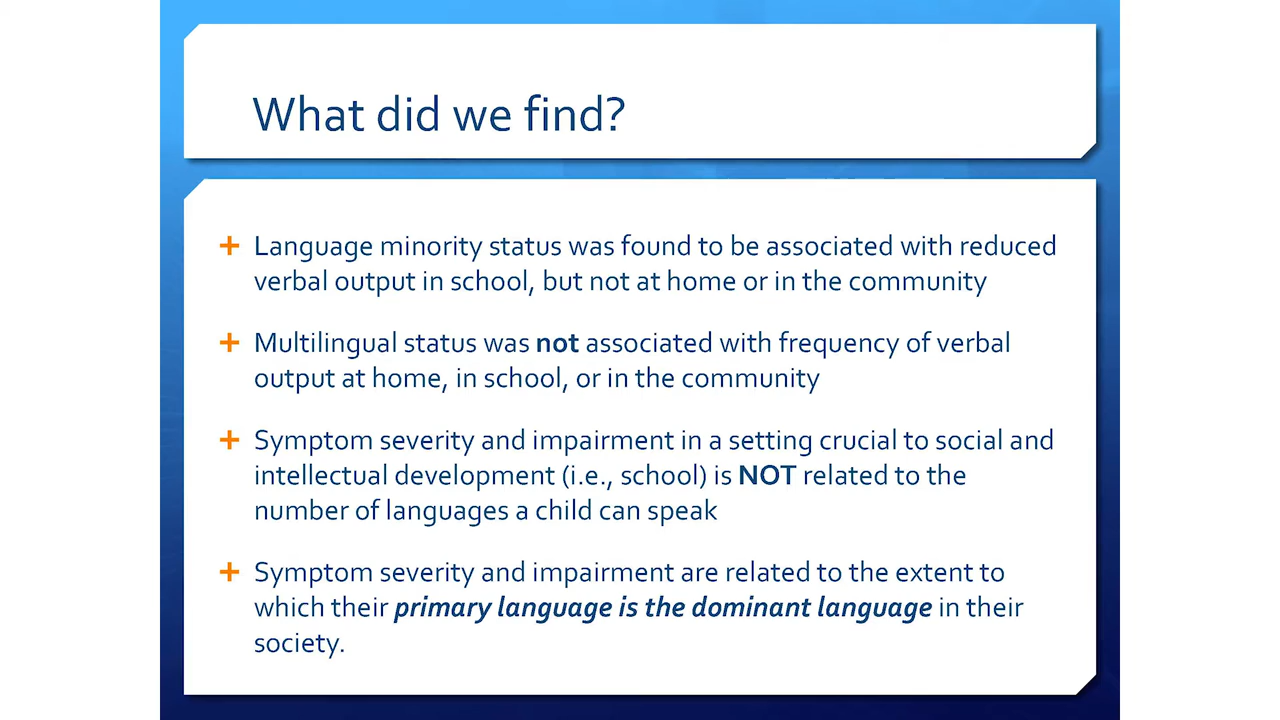 What did we find?
Language minority status was found to be associated with reduced
verbal output in school, but not at home or in the community
Multilingual status was not associated with frequency of verbal
output at home, in school, or in the community
Symptom severity and impairment in a setting crucial to social and
intellectual development (i.e., school) is NOT related to the
number of languages a child can speak
Symptom severity and impairment are related to the extent to
which their primary language is the dominant language in their
society.